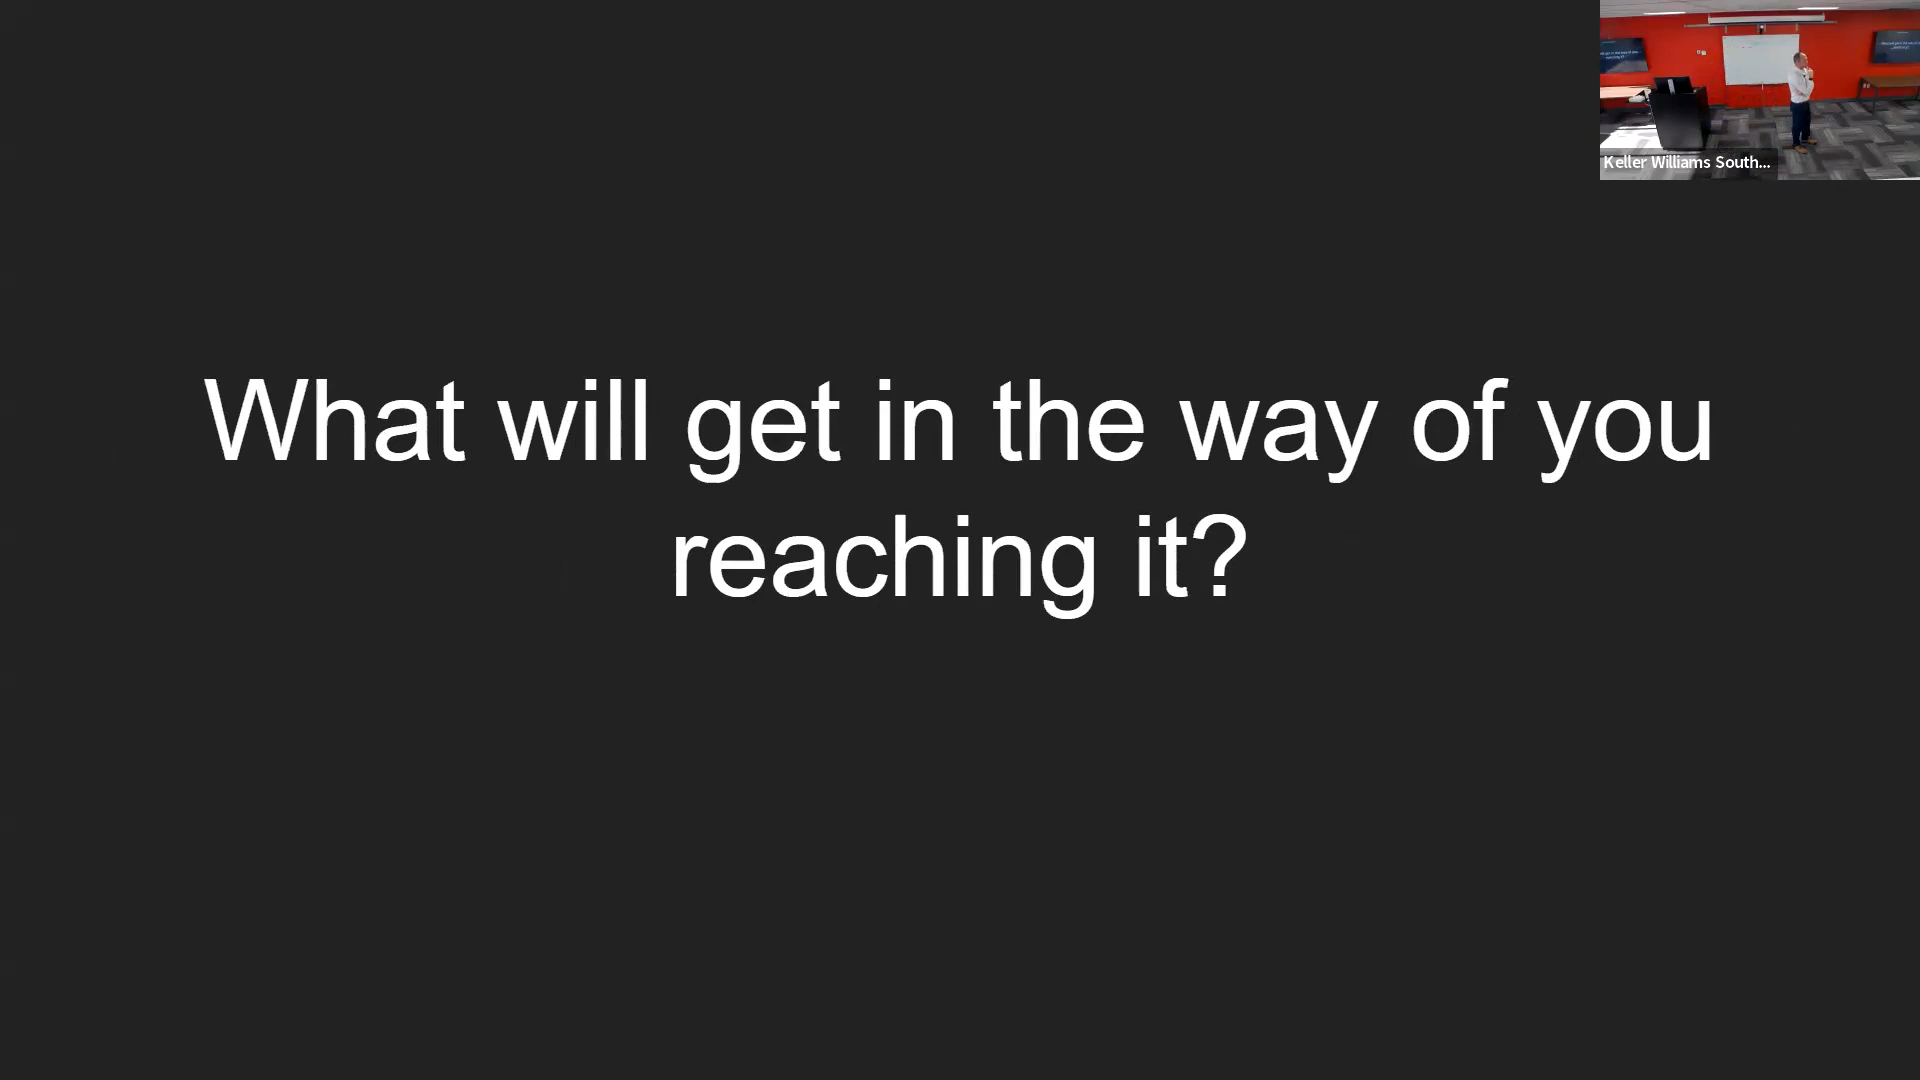 Keller Williams South...
What will get in the way of you
reaching it?